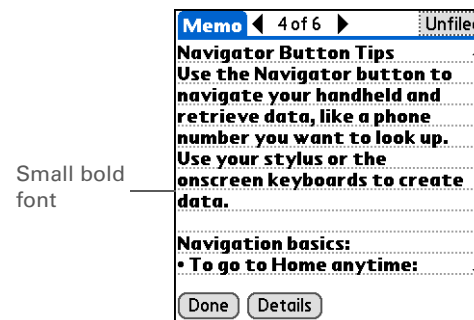 Memo 4 of 6 Unfiled
Navigator Button Tips
Use the Navigator button to
navigate your handheld and
retrieve data, like a phone
number you want to look up.
Use your stylus or the
onscreen keyboards to create
data.
Navigation basics:
• To go to Home anytime:
Done Details
Small bold
font